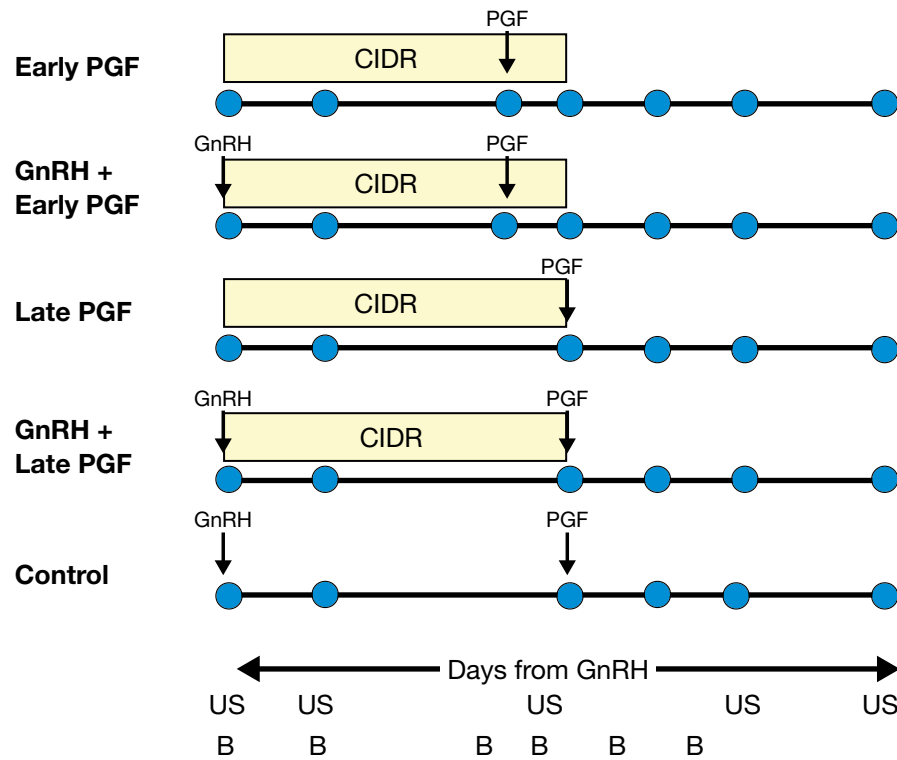 PGF
Early PGF
CIDR
GnRH
PGF
GnRH +
Early PGF
CIDR
PGF
Late PGF
CIDR
GnRH
PGF
GnRH +
Late PGF
CIDR
GnRH
PGF
Control
Days from GnRH
US US US US US
B B B B B B